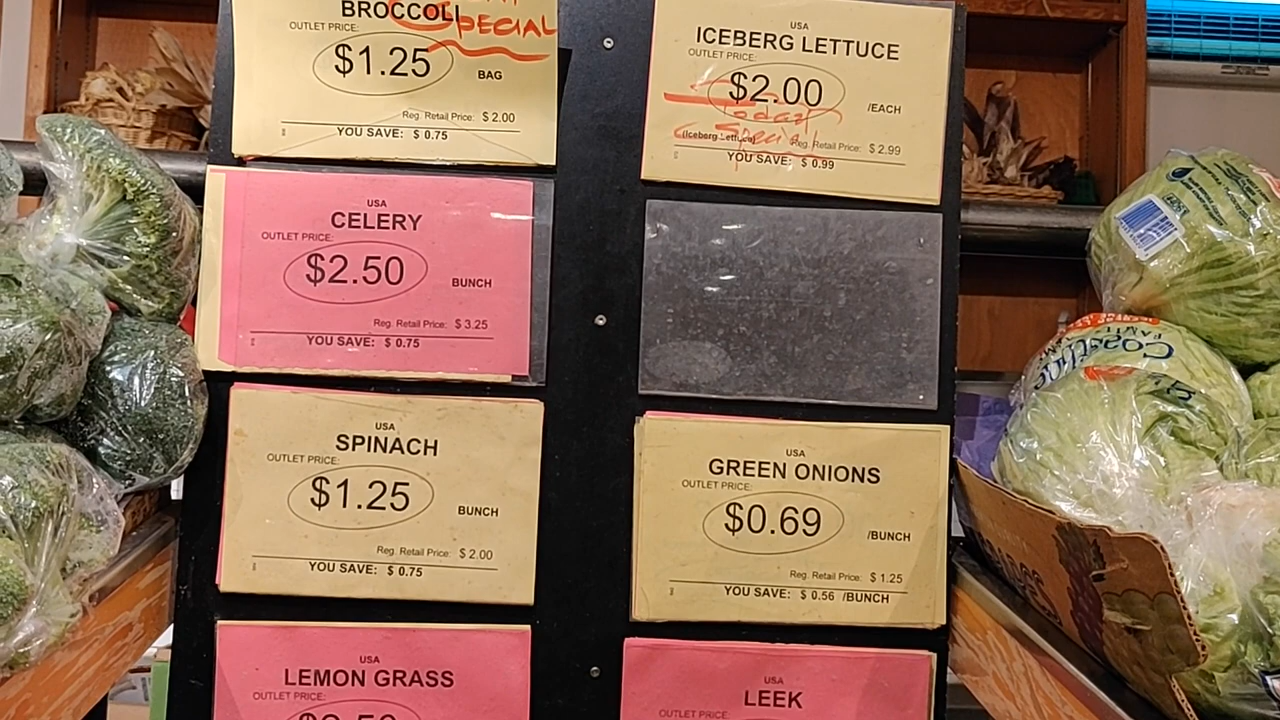 BROCCOLI
SPECIAL
OUTLET PRICE:
$1.25 BAG
Reg. Retail Price: $2.00
YOU SAVE: $ 0.75
USA
ICEBERG LETTUCE
OUTLET PRICE:
$2.00 /EACH
Today
Special
(Iceberg Lettuce) Reg. Retail Price: $ 2.99
YOU SAVE: $ 0.99
USA
CELERY
OUTLET PRICE:
$2.50 BUNCH
Reg. Retail Price: $ 3.25
YOU SAVE: $ 0.75
USA
SPINACH
OUTLET PRICE:
$1.25 BUNCH
Reg. Retail Price: $ 2.00
YOU SAVE: $ 0.75
USA
GREEN ONIONS
OUTLET PRICE:
$0.69 /BUNCH
Reg. Retail Price: $ 1.25
YOU SAVE: $ 0.56 /BUNCH
USA
LEMON GRASS
OUTLET PRICE:
USA
LEEK
OUTLET PRICE: